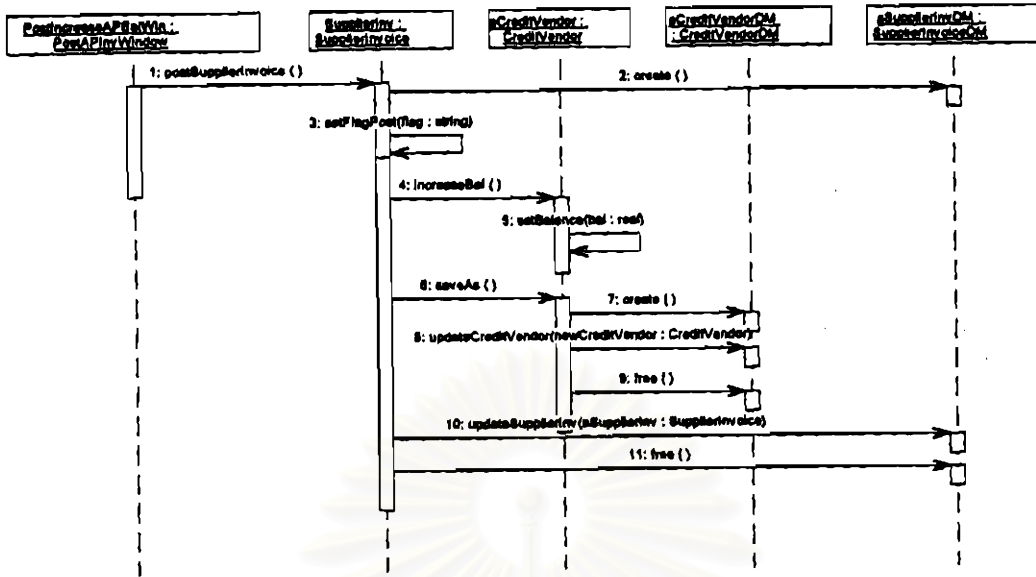 PostIncreaseAPBalWin :
PostAPInvWindow
SupplierInv :
SupplierInvoice
aCreditVendor :
CreditVendor
aCreditVendorDM
: CreditVendorDM
aSupplierInvDM :
SupplierInvoiceDM
1: postSupplierInvoice ( )
2: create ( )
3: setFlagPost(flag : string)
4: increaseBal ( )
5: setBalance(bal : real)
6: saveAs ( )
7: create ( )
8: updateCreditVendor(newCreditVendor : CreditVendor)
9: free ( )
10: updateSupplierInv(aSupplierInv : SupplierInvoice)
11: free ( )